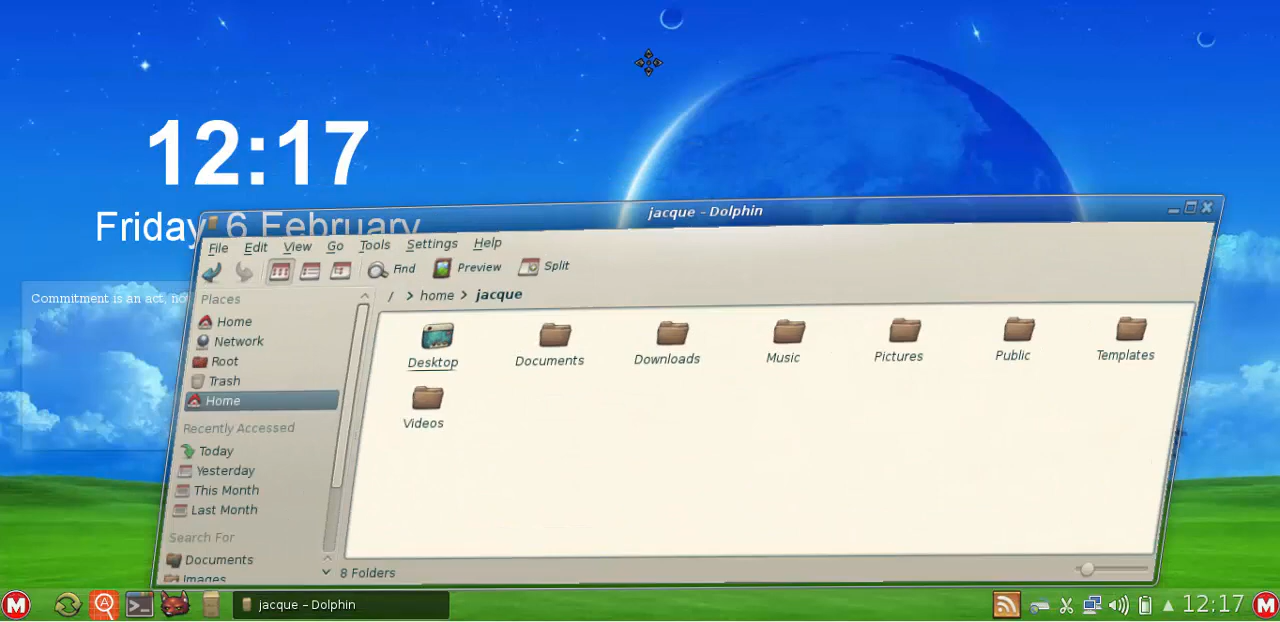 12:17
Friday 6 February
Commitment is an act, no
jacque – Dolphin
File Edit View Go Tools Settings Help
Find Preview Split
/ > home > jacque
Places
Home
Network
Root
Trash
Home
Recently Accessed
Today
Yesterday
This Month
Last Month
Search For
Documents
Images
Desktop Documents Downloads Music Pictures Public Templates
Videos
8 Folders
M jacque – Dolphin 12:17 M